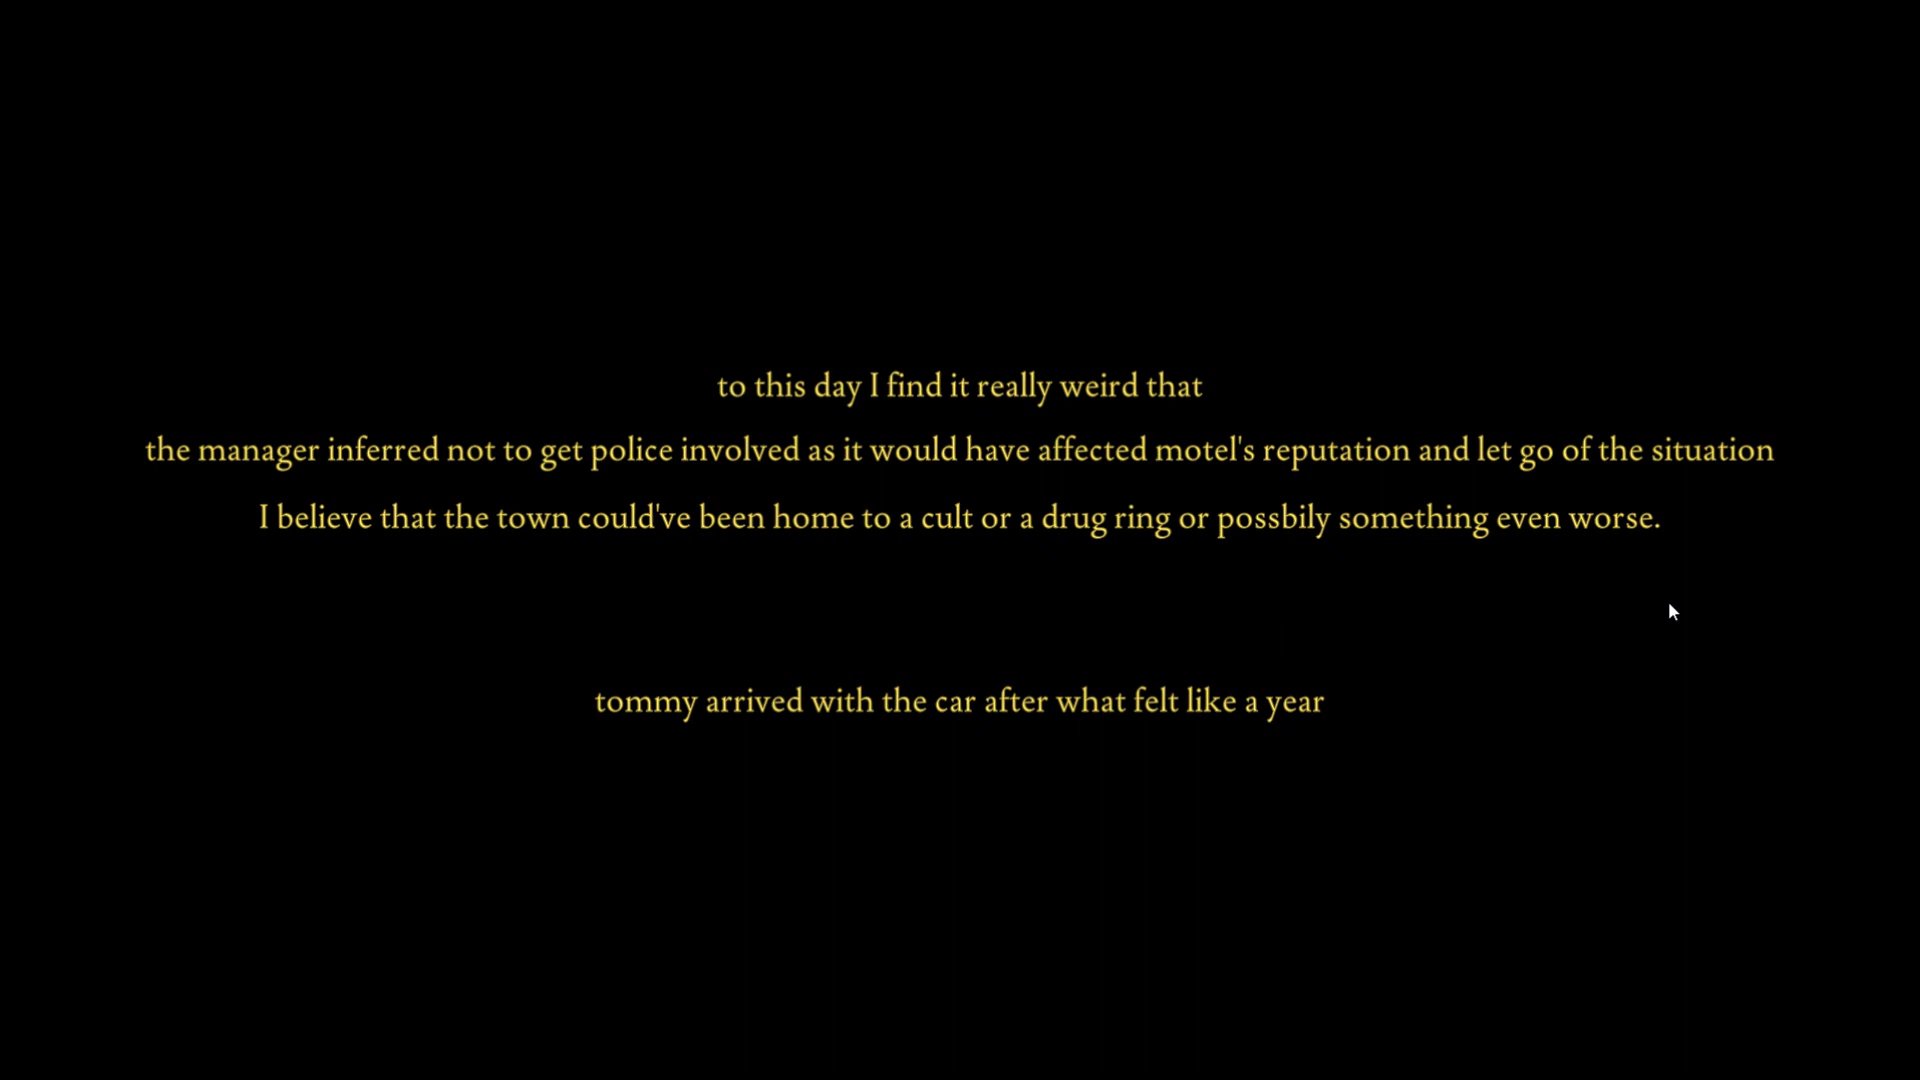 to this day I find it really weird that
the manager inferred not to get police involved as it would have affected motel's reputation and let go of the situation
I believe that the town could've been home to a cult or a drug ring or possbily something even worse.
tommy arrived with the car after what felt like a year